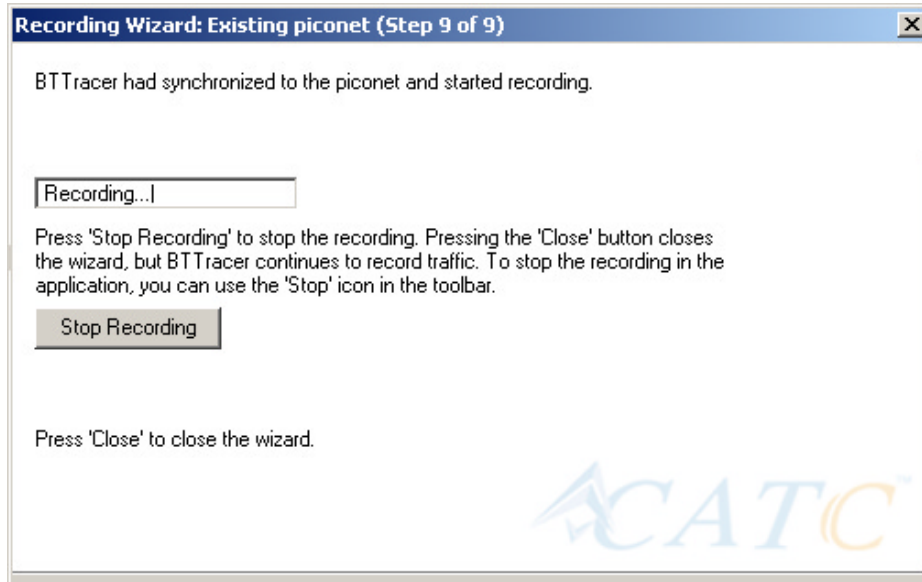 Recording Wizard: Existing piconet (Step 9 of 9)
BTTracer had synchronized to the piconet and started recording.
Recording...|
Press 'Stop Recording' to stop the recording. Pressing the 'Close' button closes
the wizard, but BTTracer continues to record traffic. To stop the recording in the
application, you can use the 'Stop' icon in the toolbar.
Stop Recording
Press 'Close' to close the wizard.
CATC™